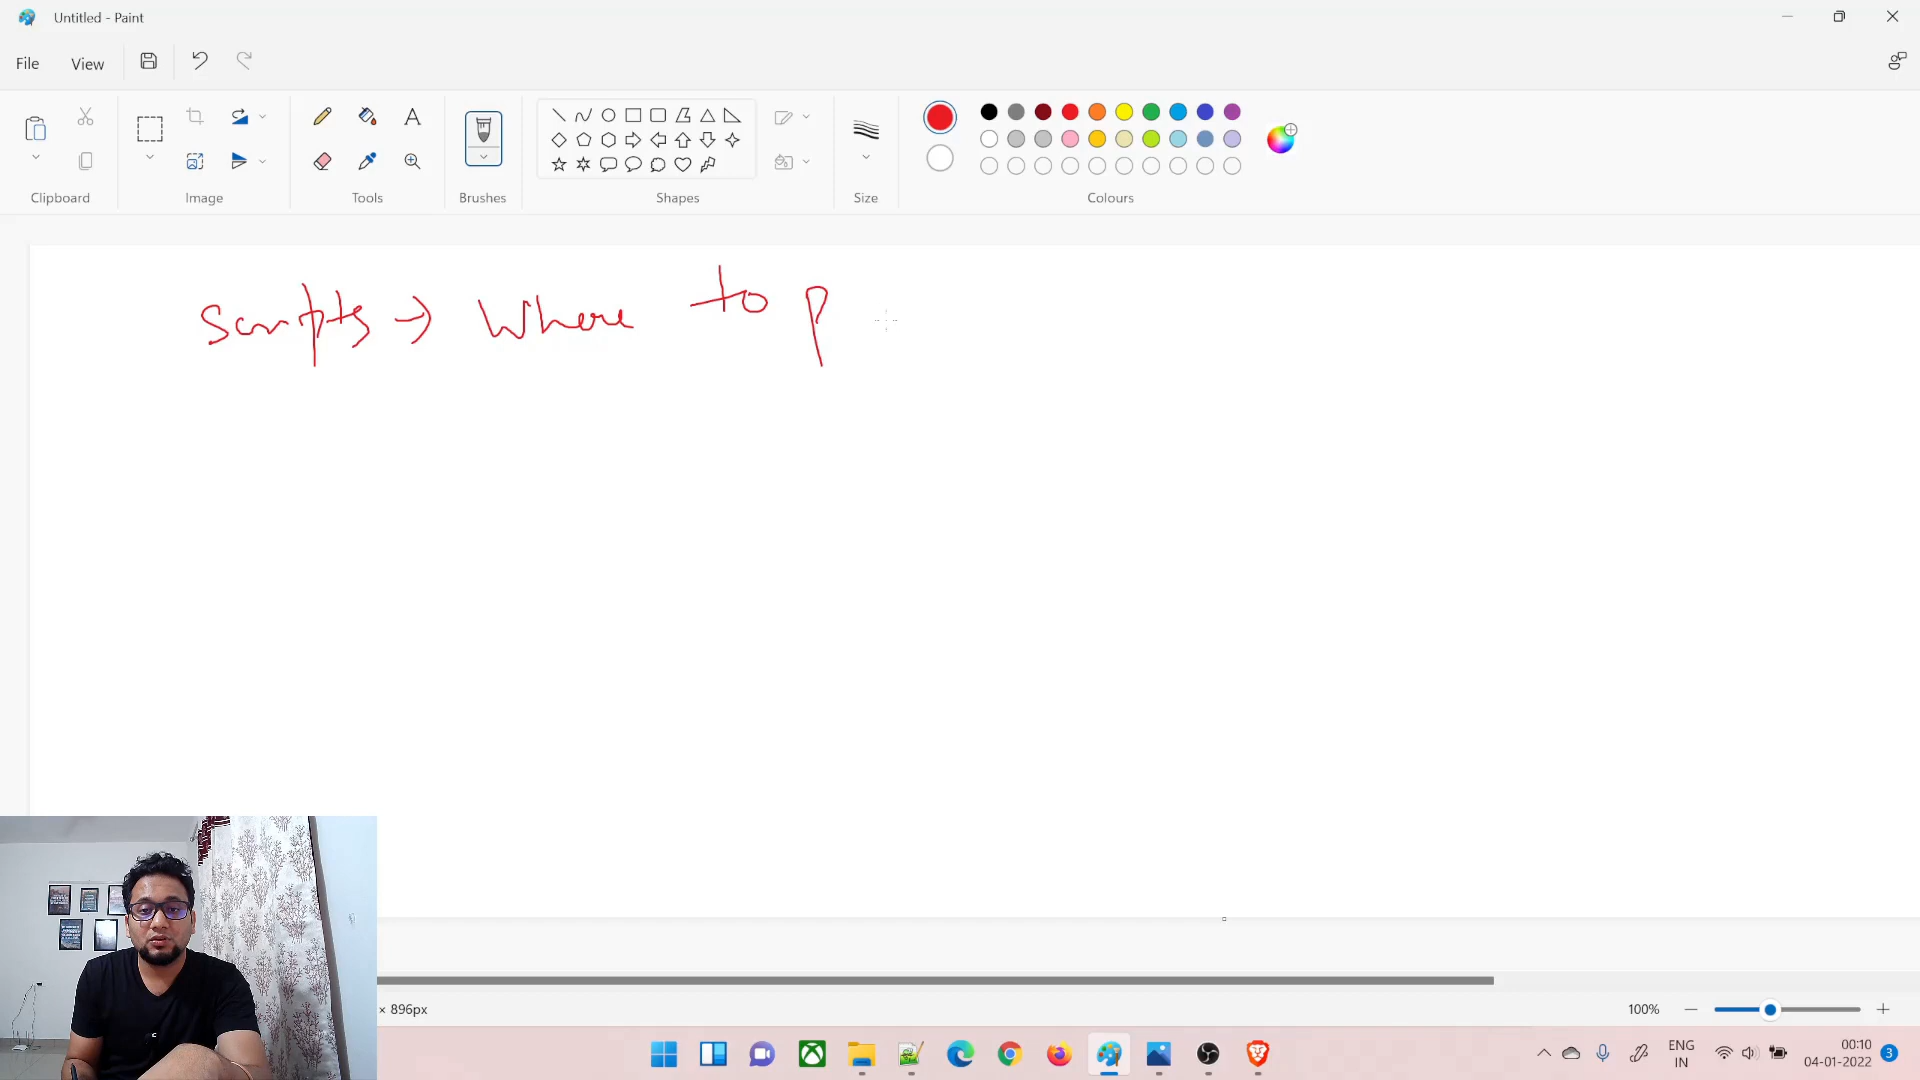 Untitled - Paint
File View
Clipboard Image Tools Brushes Shapes Size Colours
Scripts → Where to P
× 896px 100%
ENG
IN
00:10
04-01-2022 3